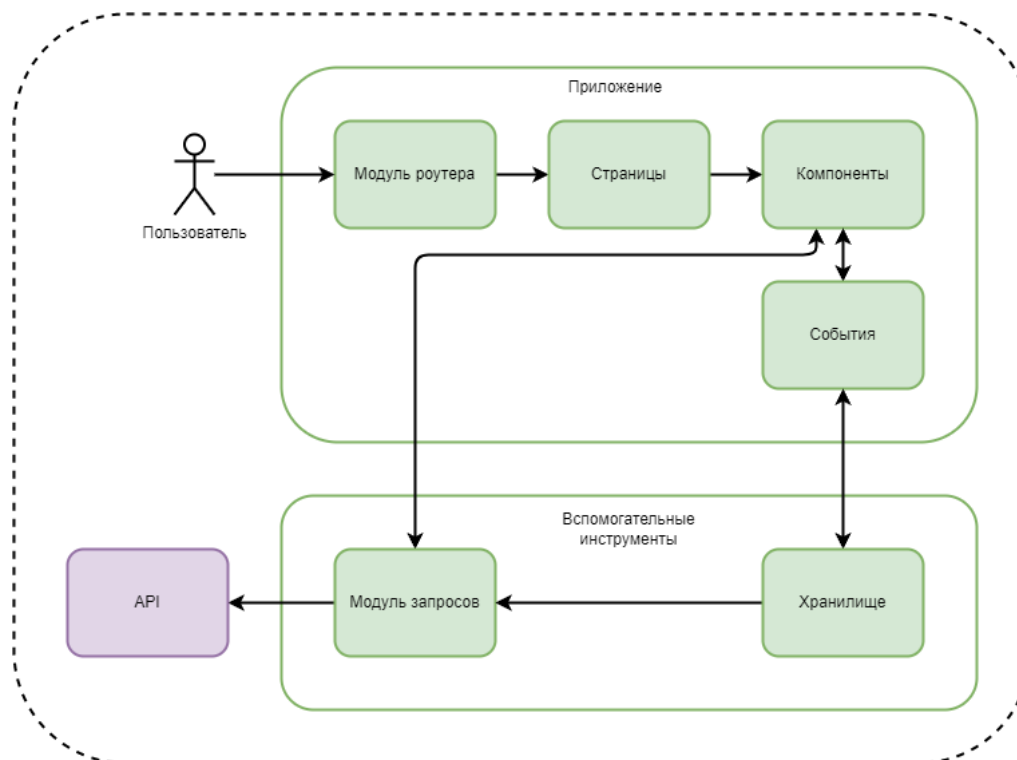 Приложение
Модуль роутера
Страницы
Компоненты
Пользователь
События
Вспомогательные
инструменты
API
Модуль запросов
Хранилище